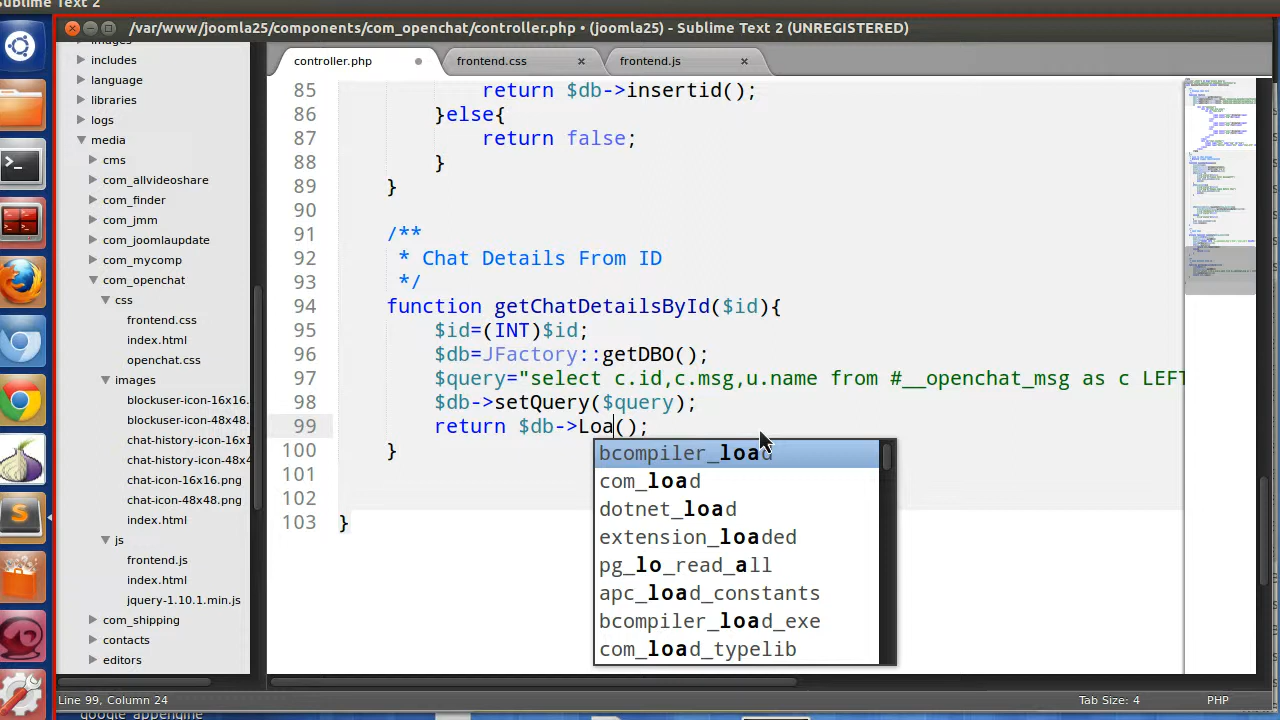 Sublime Text 2
/var/www/joomla25/components/com_openchat/controller.php • (joomla25) - Sublime Text 2 (UNREGISTERED)
controller.php
frontend.css
frontend.js
images
includes
language
libraries
logs
media
cms
com_allvideoshare
com_finder
com_jmm
com_joomlaupdate
com_mycomp
com_openchat
css
frontend.css
index.html
openchat.css
images
blockuser-icon-16x16.
blockuser-icon-48x48.
chat-history-icon-16x1
chat-history-icon-48x4
chat-icon-16x16.png
chat-icon-48x48.png
index.html
js
frontend.js
index.html
jquery-1.10.1.min.js
com_shipping
contacts
editors
85 return $db->insertid();
86 }else{
87 return false;
88 }
89 }
90
91 /**
92 * Chat Details From ID
93 */
94 function getChatDetailsById($id){
95 $id=(INT)$id;
96 $db=JFactory::getDBO();
97 $query="select c.id,c.msg,u.name from #__openchat_msg as c LEFT
98 $db->setQuery($query);
99 return $db->Loa();
100 }
101
102
103 }
bcompiler_load
com_load
dotnet_load
extension_loaded
pg_lo_read_all
apc_load_constants
bcompiler_load_exe
com_load_typelib
Line 99, Column 24
Tab Size: 4
PHP
google_appengine